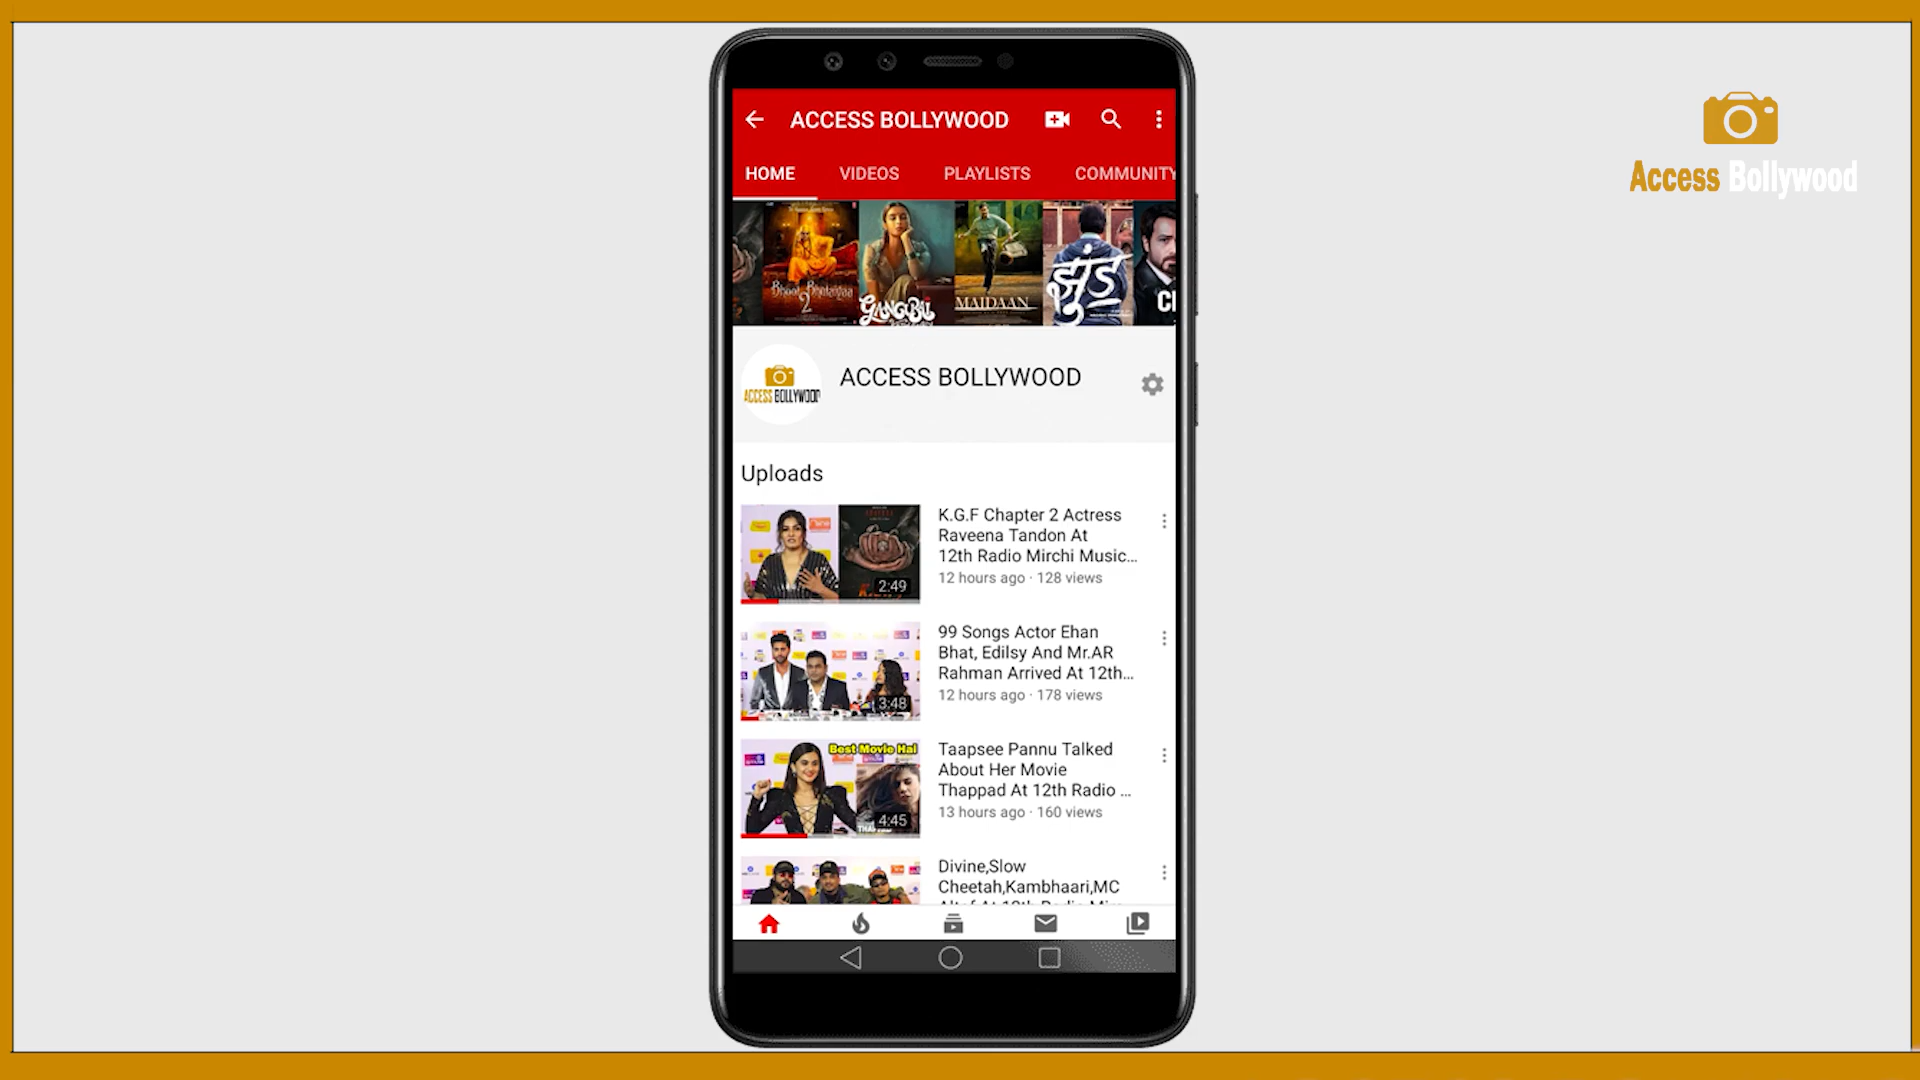 ACCESS BOLLYWOOD
HOME VIDEOS PLAYLISTS COMMUNITY
Access Bollywood
Bhool Bhulaiyaa
2
GANGUBAI
MAIDAAN
झुंड
ACCESS BOLLYWOOD
ACCESS BOLLYWOOD
Uploads
K.G.F Chapter 2 Actress
Raveena Tandon At
12th Radio Mirchi Music...
12 hours ago · 128 views
2:49
99 Songs Actor Ehan
Bhat, Edilsy And Mr.AR
Rahman Arrived At 12th...
12 hours ago · 178 views
3:48
Best Movie Hai
Taapsee Pannu Talked
About Her Movie
Thappad At 12th Radio ...
13 hours ago · 160 views
4:45
Divine,Slow
Cheetah,Kambhaari,MC